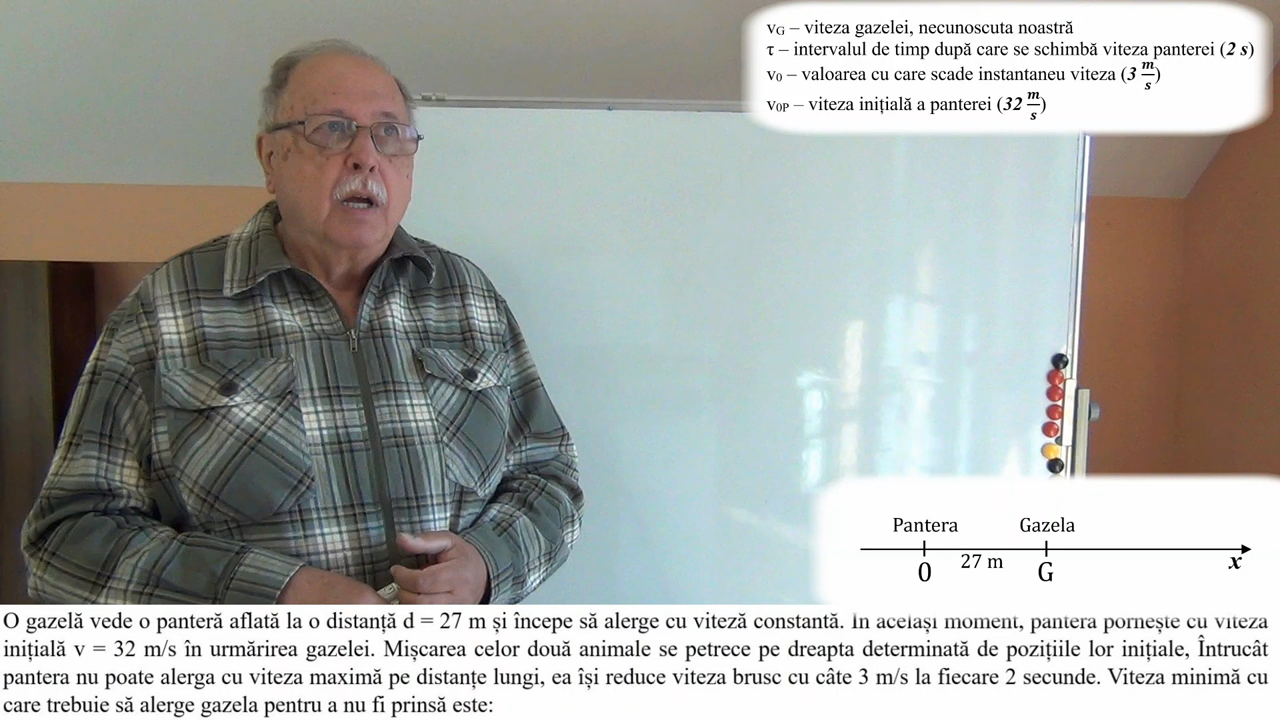 vG – viteza gazelei, necunoscuta noastră
τ – intervalul de timp după care se schimbă viteza panterei (2 s)
v0 – valoarea cu care scade instantaneu viteza (3 m/s)
v0P – viteza inițială a panterei (32 m/s)
Pantera Gazela
27 m
0 G x
O gazelă vede o panteră aflată la o distanță d = 27 m și începe să alerge cu viteză constantă. În același moment, pantera pornește cu viteza
inițială v = 32 m/s în urmărirea gazelei. Mișcarea celor două animale se petrece pe dreapta determinată de pozițiile lor inițiale, Întrucât
pantera nu poate alerga cu viteza maximă pe distanțe lungi, ea își reduce viteza brusc cu câte 3 m/s la fiecare 2 secunde. Viteza minimă cu
care trebuie să alerge gazela pentru a nu fi prinsă este: